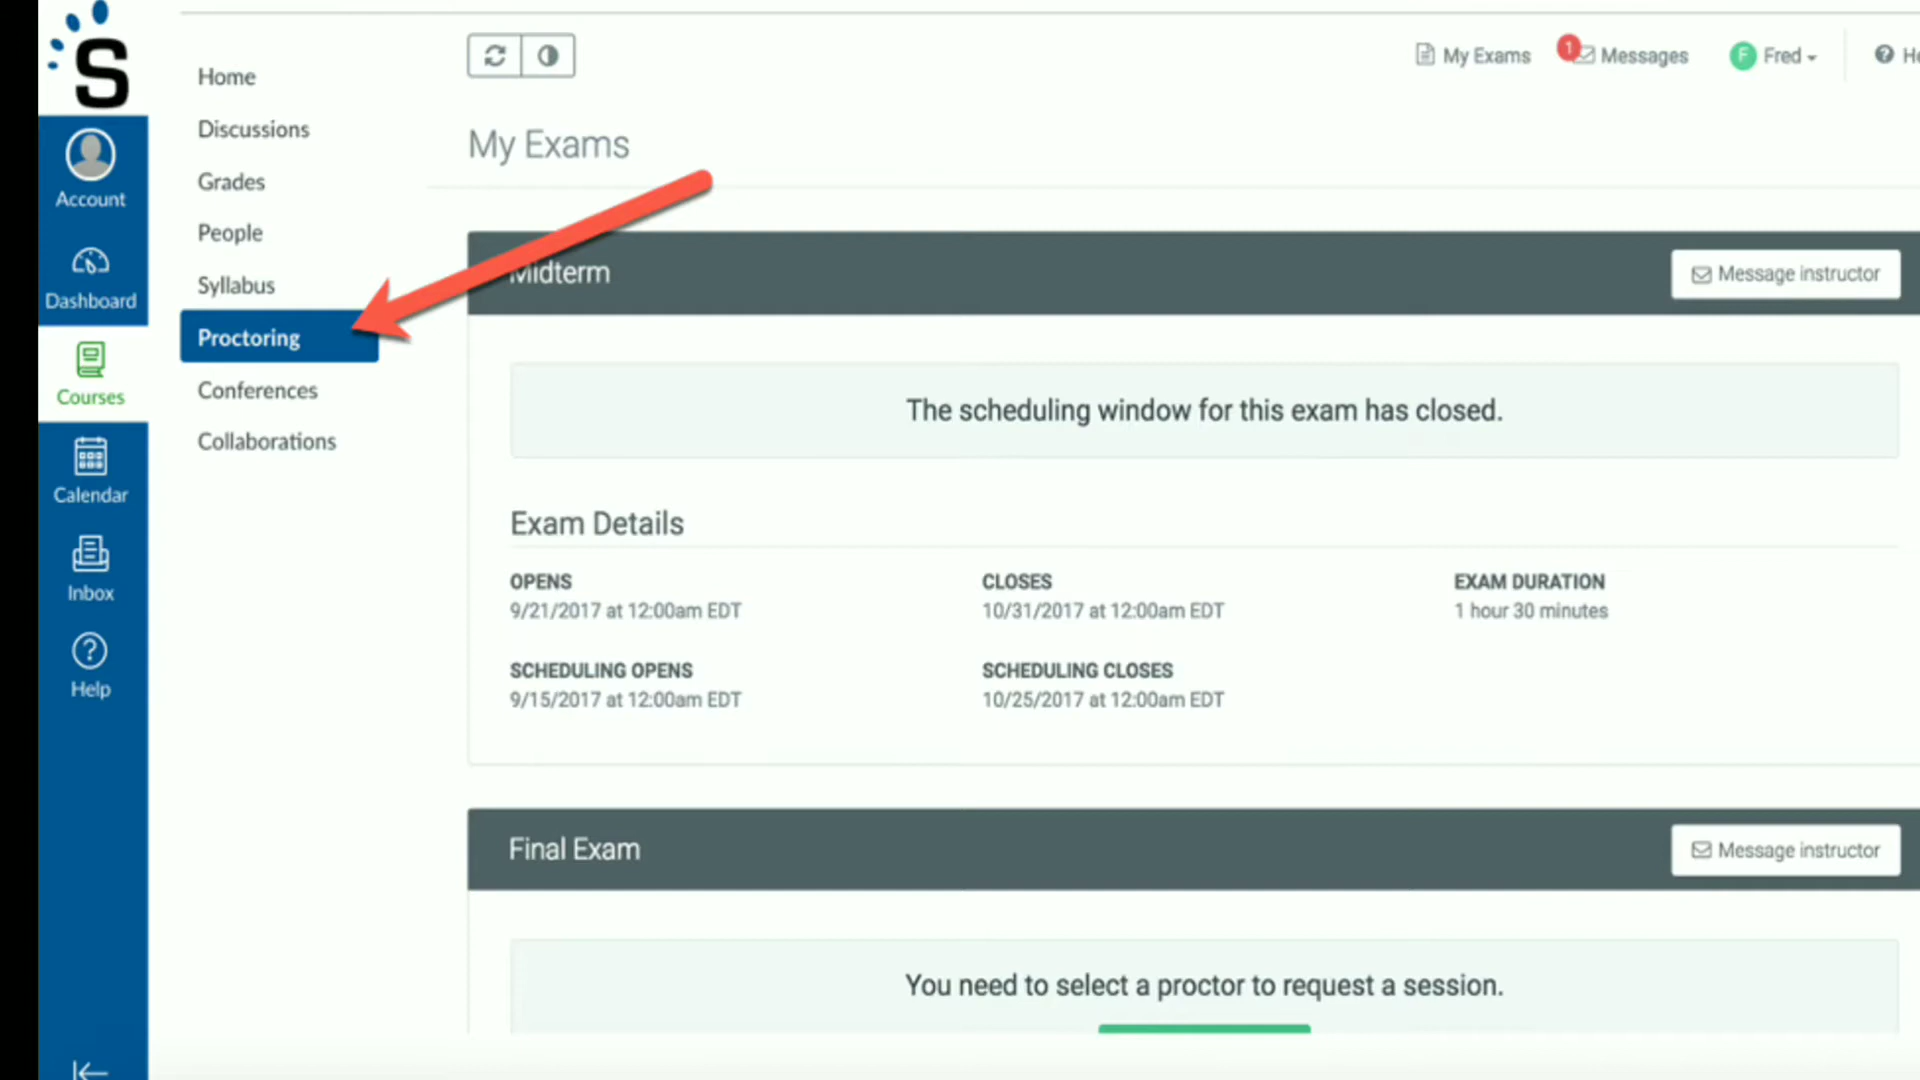 S
Account
Dashboard
Courses
Calendar
Inbox
Help
Home
Discussions
Grades
People
Syllabus
Proctoring
Conferences
Collaborations
My Exams
1 Messages
F Fred
My Exams
Midterm
Message instructor
The scheduling window for this exam has closed.
Exam Details
OPENS
9/21/2017 at 12:00am EDT
CLOSES
10/31/2017 at 12:00am EDT
EXAM DURATION
1 hour 30 minutes
SCHEDULING OPENS
9/15/2017 at 12:00am EDT
SCHEDULING CLOSES
10/25/2017 at 12:00am EDT
Final Exam
Message instructor
You need to select a proctor to request a session.